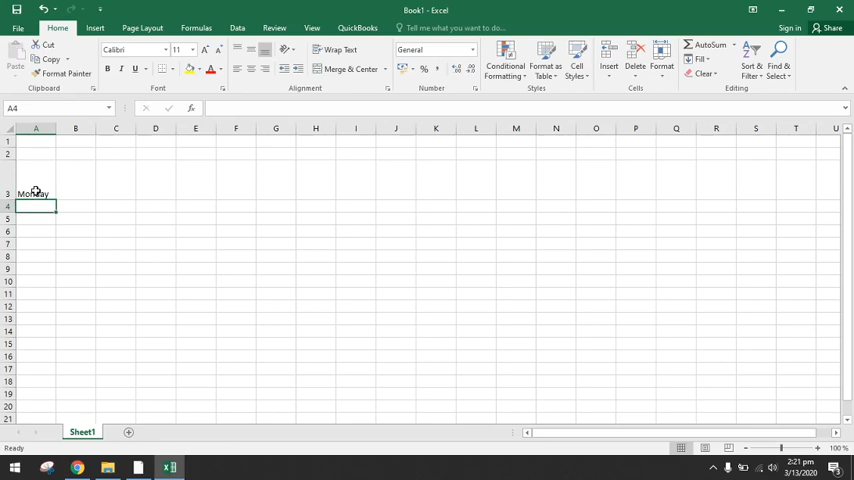 Book1 - Excel
File Home Insert Page Layout Formulas Data Review View QuickBooks Tell me what you want to do... Sign in Share
Paste Cut Copy Format Painter
Calibri 11 A A
B I U A
Wrap Text
Merge & Center
General
% ,
Conditional Formatting Format as Table Cell Styles
Insert Delete Format
AutoSum Fill Clear
Sort & Filter Find & Select
Clipboard Font Alignment Number Styles Cells Editing
A4 fx
A B C D E F G H I J K L M N O P Q R S T U
1
2
3 Monday
4
5
6
7
8
9
10
11
12
13
14
15
16
17
18
19
20
21
Sheet1
Ready 100 %
2:21 pm
3/13/2020
3